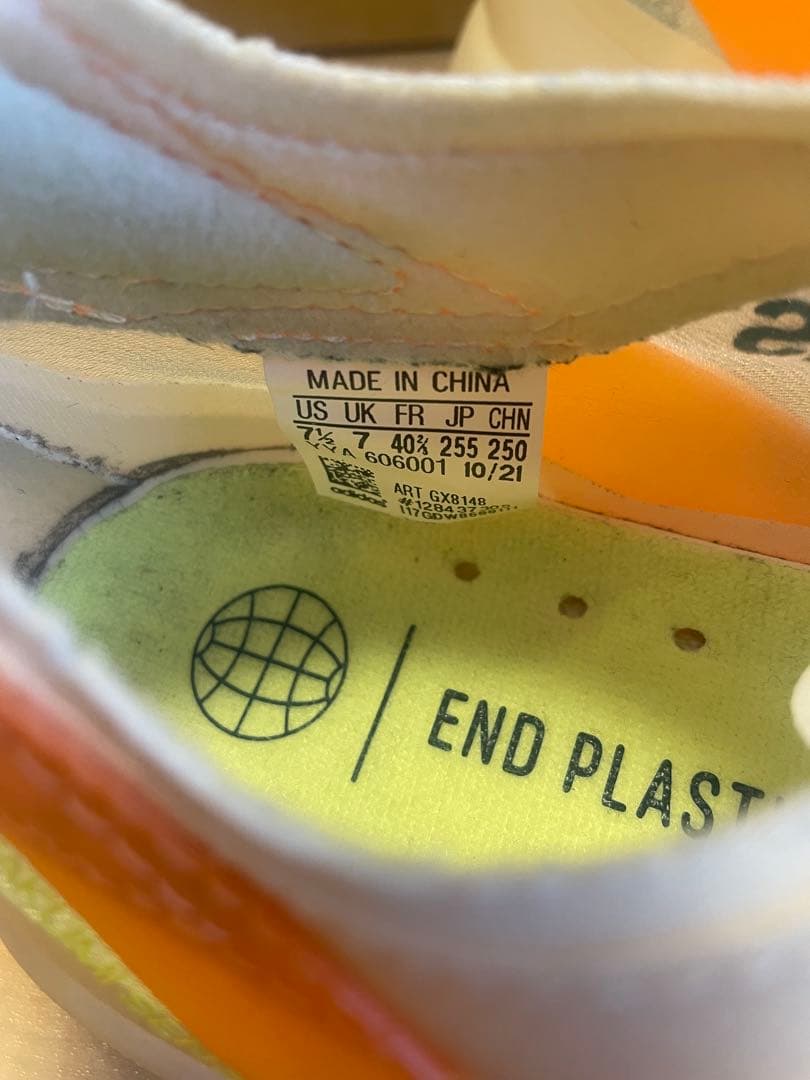 MADE IN CHINA
US UK FR JP CHN
7½ 7 40⅔ 255 250
606001 10/21
adidas
ART GX8148
END